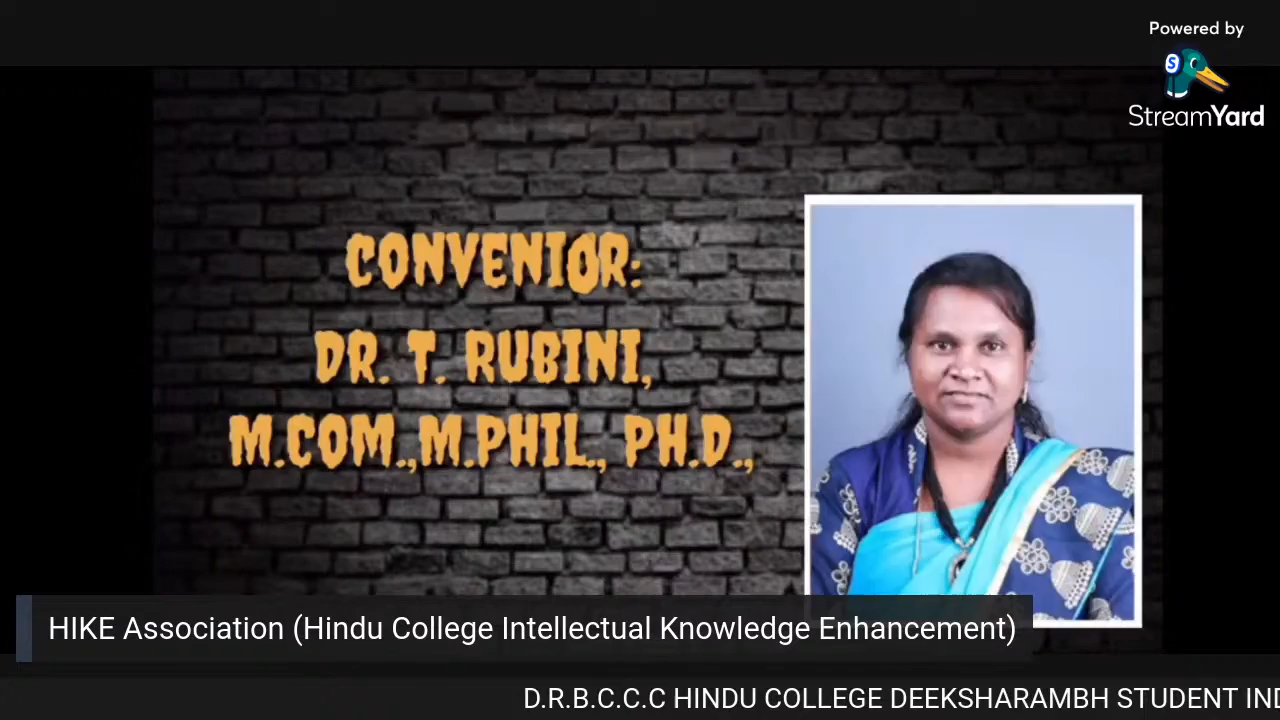 Powered by
StreamYard
CONVENIOR:
DR. T. RUBINI,
M.COM.,M.PHIL., PH.D.,
HIKE Association (Hindu College Intellectual Knowledge Enhancement)
D.R.B.C.C.C HINDU COLLEGE DEEKSHARAMBH STUDENT